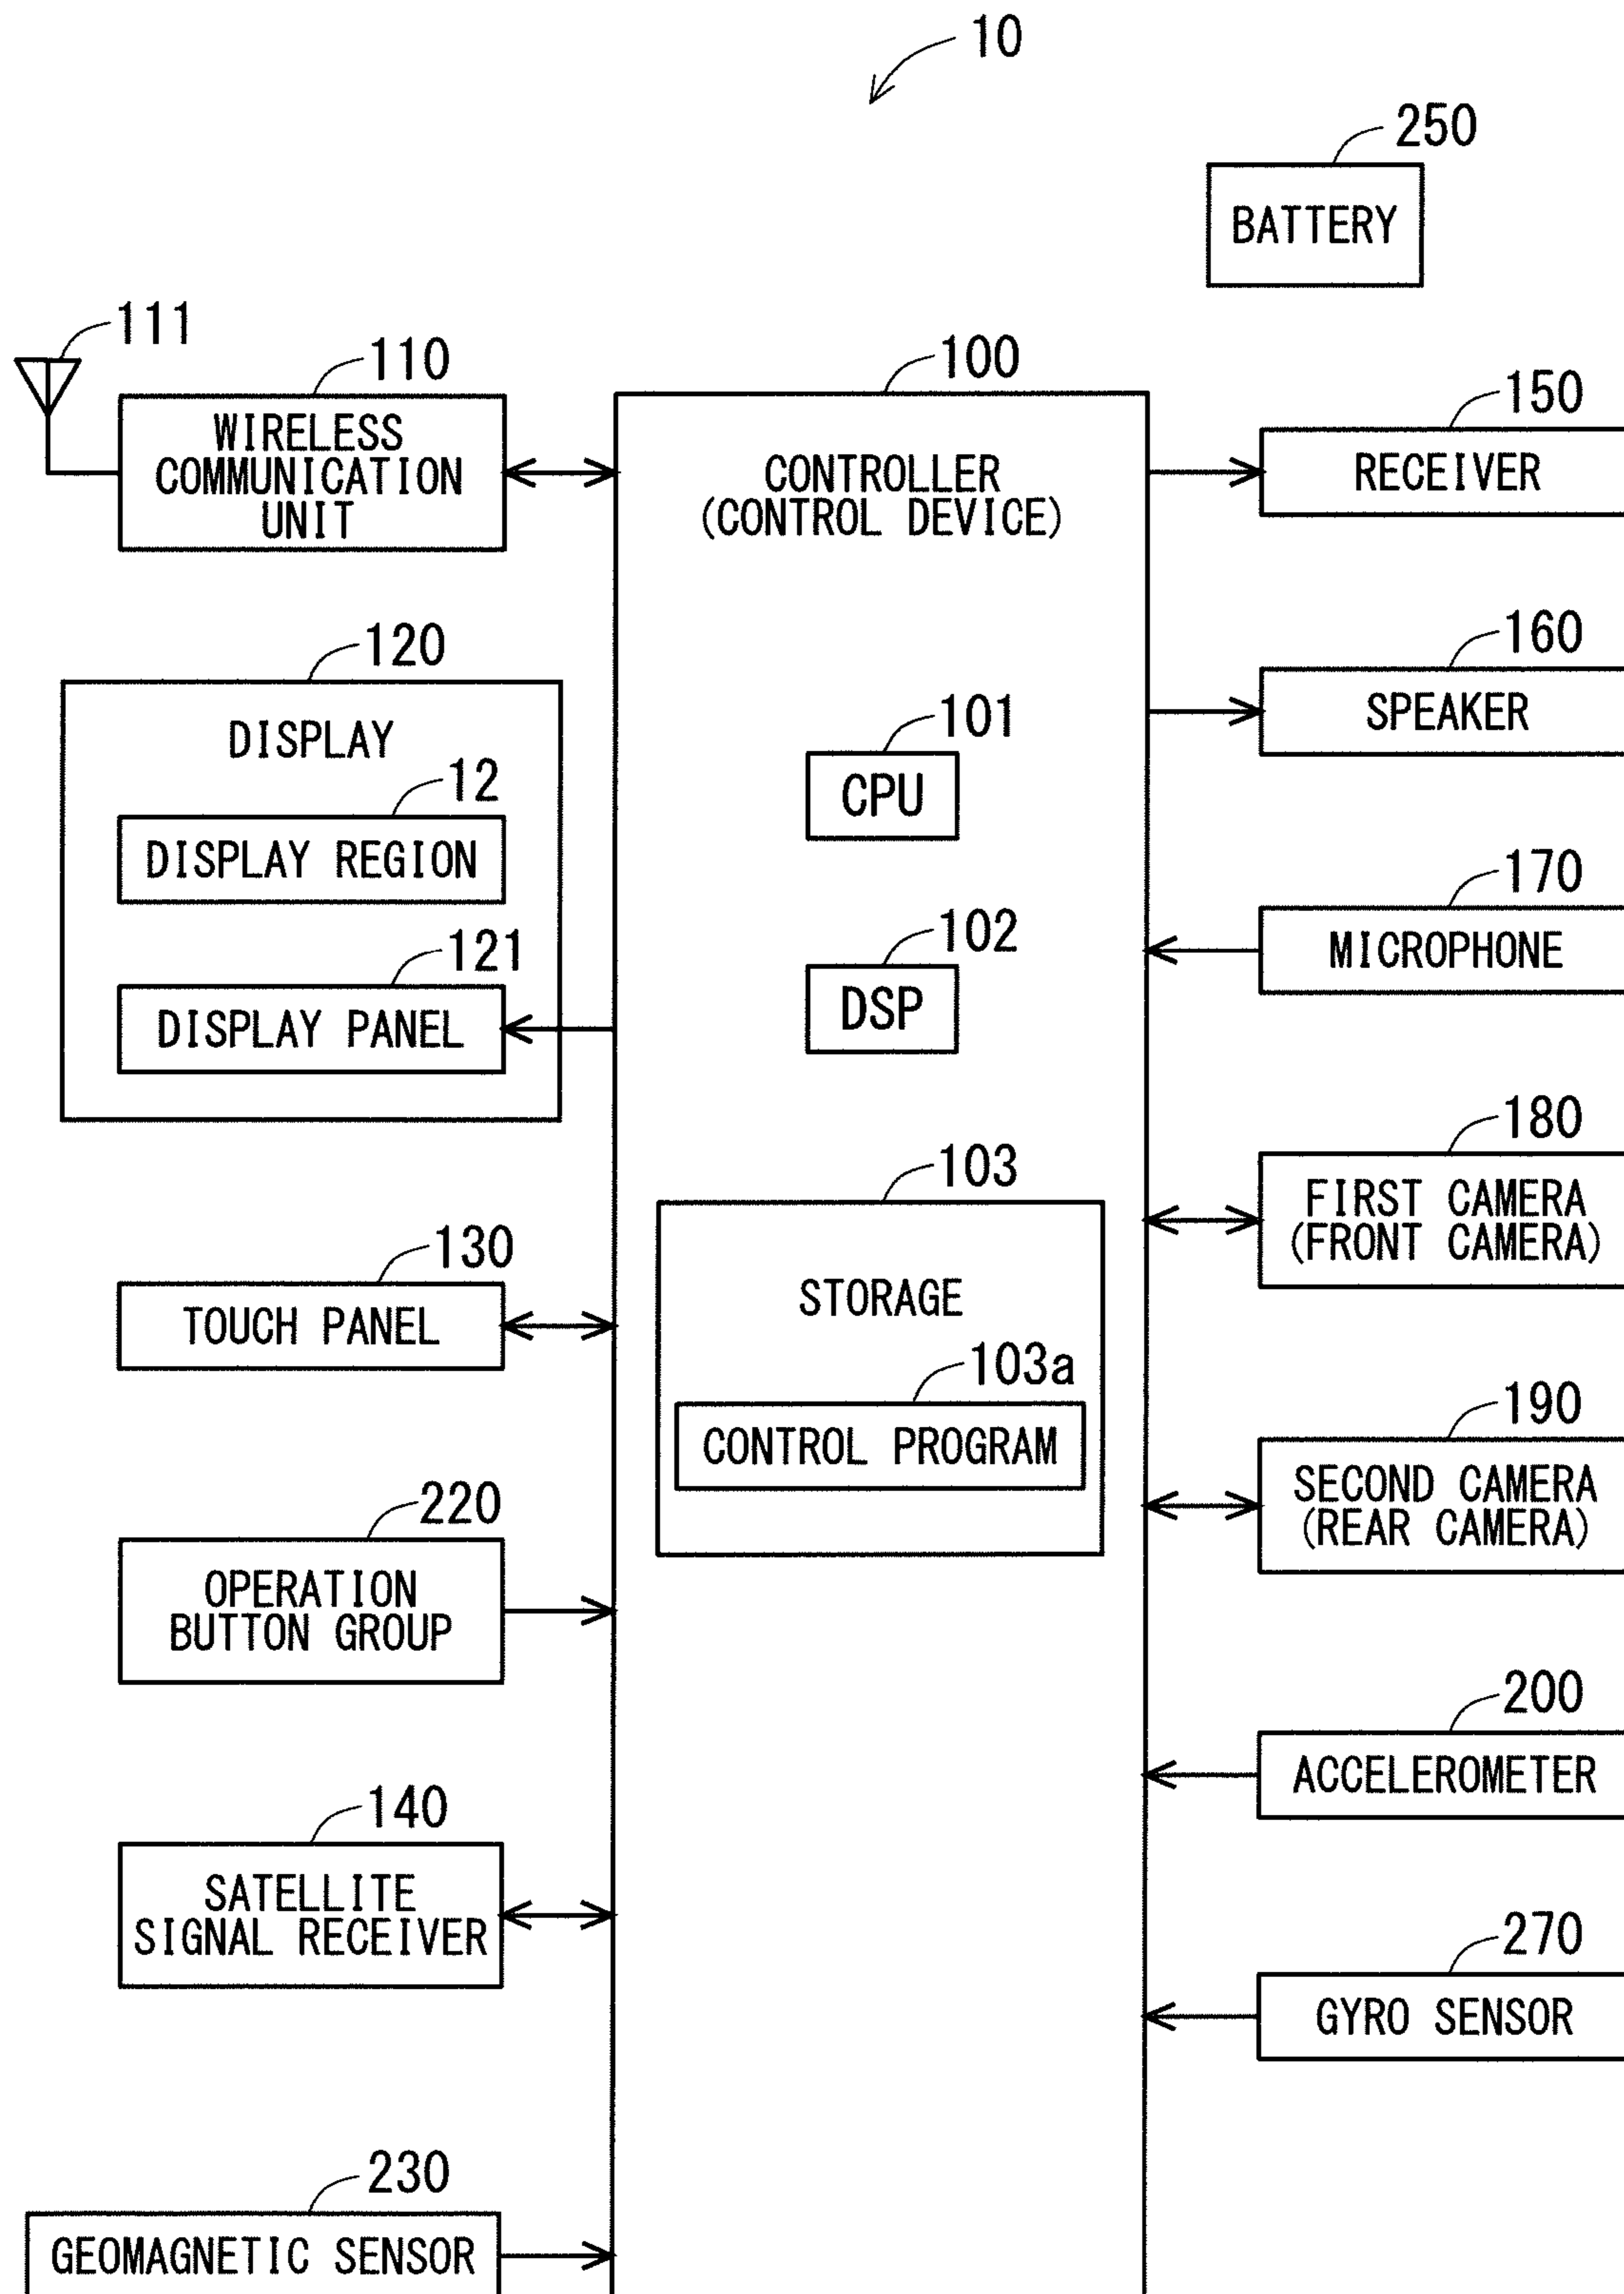 10
250
BATTERY
111
110
WIRELESS
COMMUNICATION
UNIT
120
DISPLAY
12
DISPLAY REGION
121
DISPLAY PANEL
130
TOUCH PANEL
220
OPERATION
BUTTON GROUP
140
SATELLITE
SIGNAL RECEIVER
230
GEOMAGNETIC SENSOR
100
CONTROLLER
(CONTROL DEVICE)
101
CPU
102
DSP
103
STORAGE
103a
CONTROL PROGRAM
150
RECEIVER
160
SPEAKER
170
MICROPHONE
180
FIRST CAMERA
(FRONT CAMERA)
190
SECOND CAMERA
(REAR CAMERA)
200
ACCELEROMETER
270
GYRO SENSOR